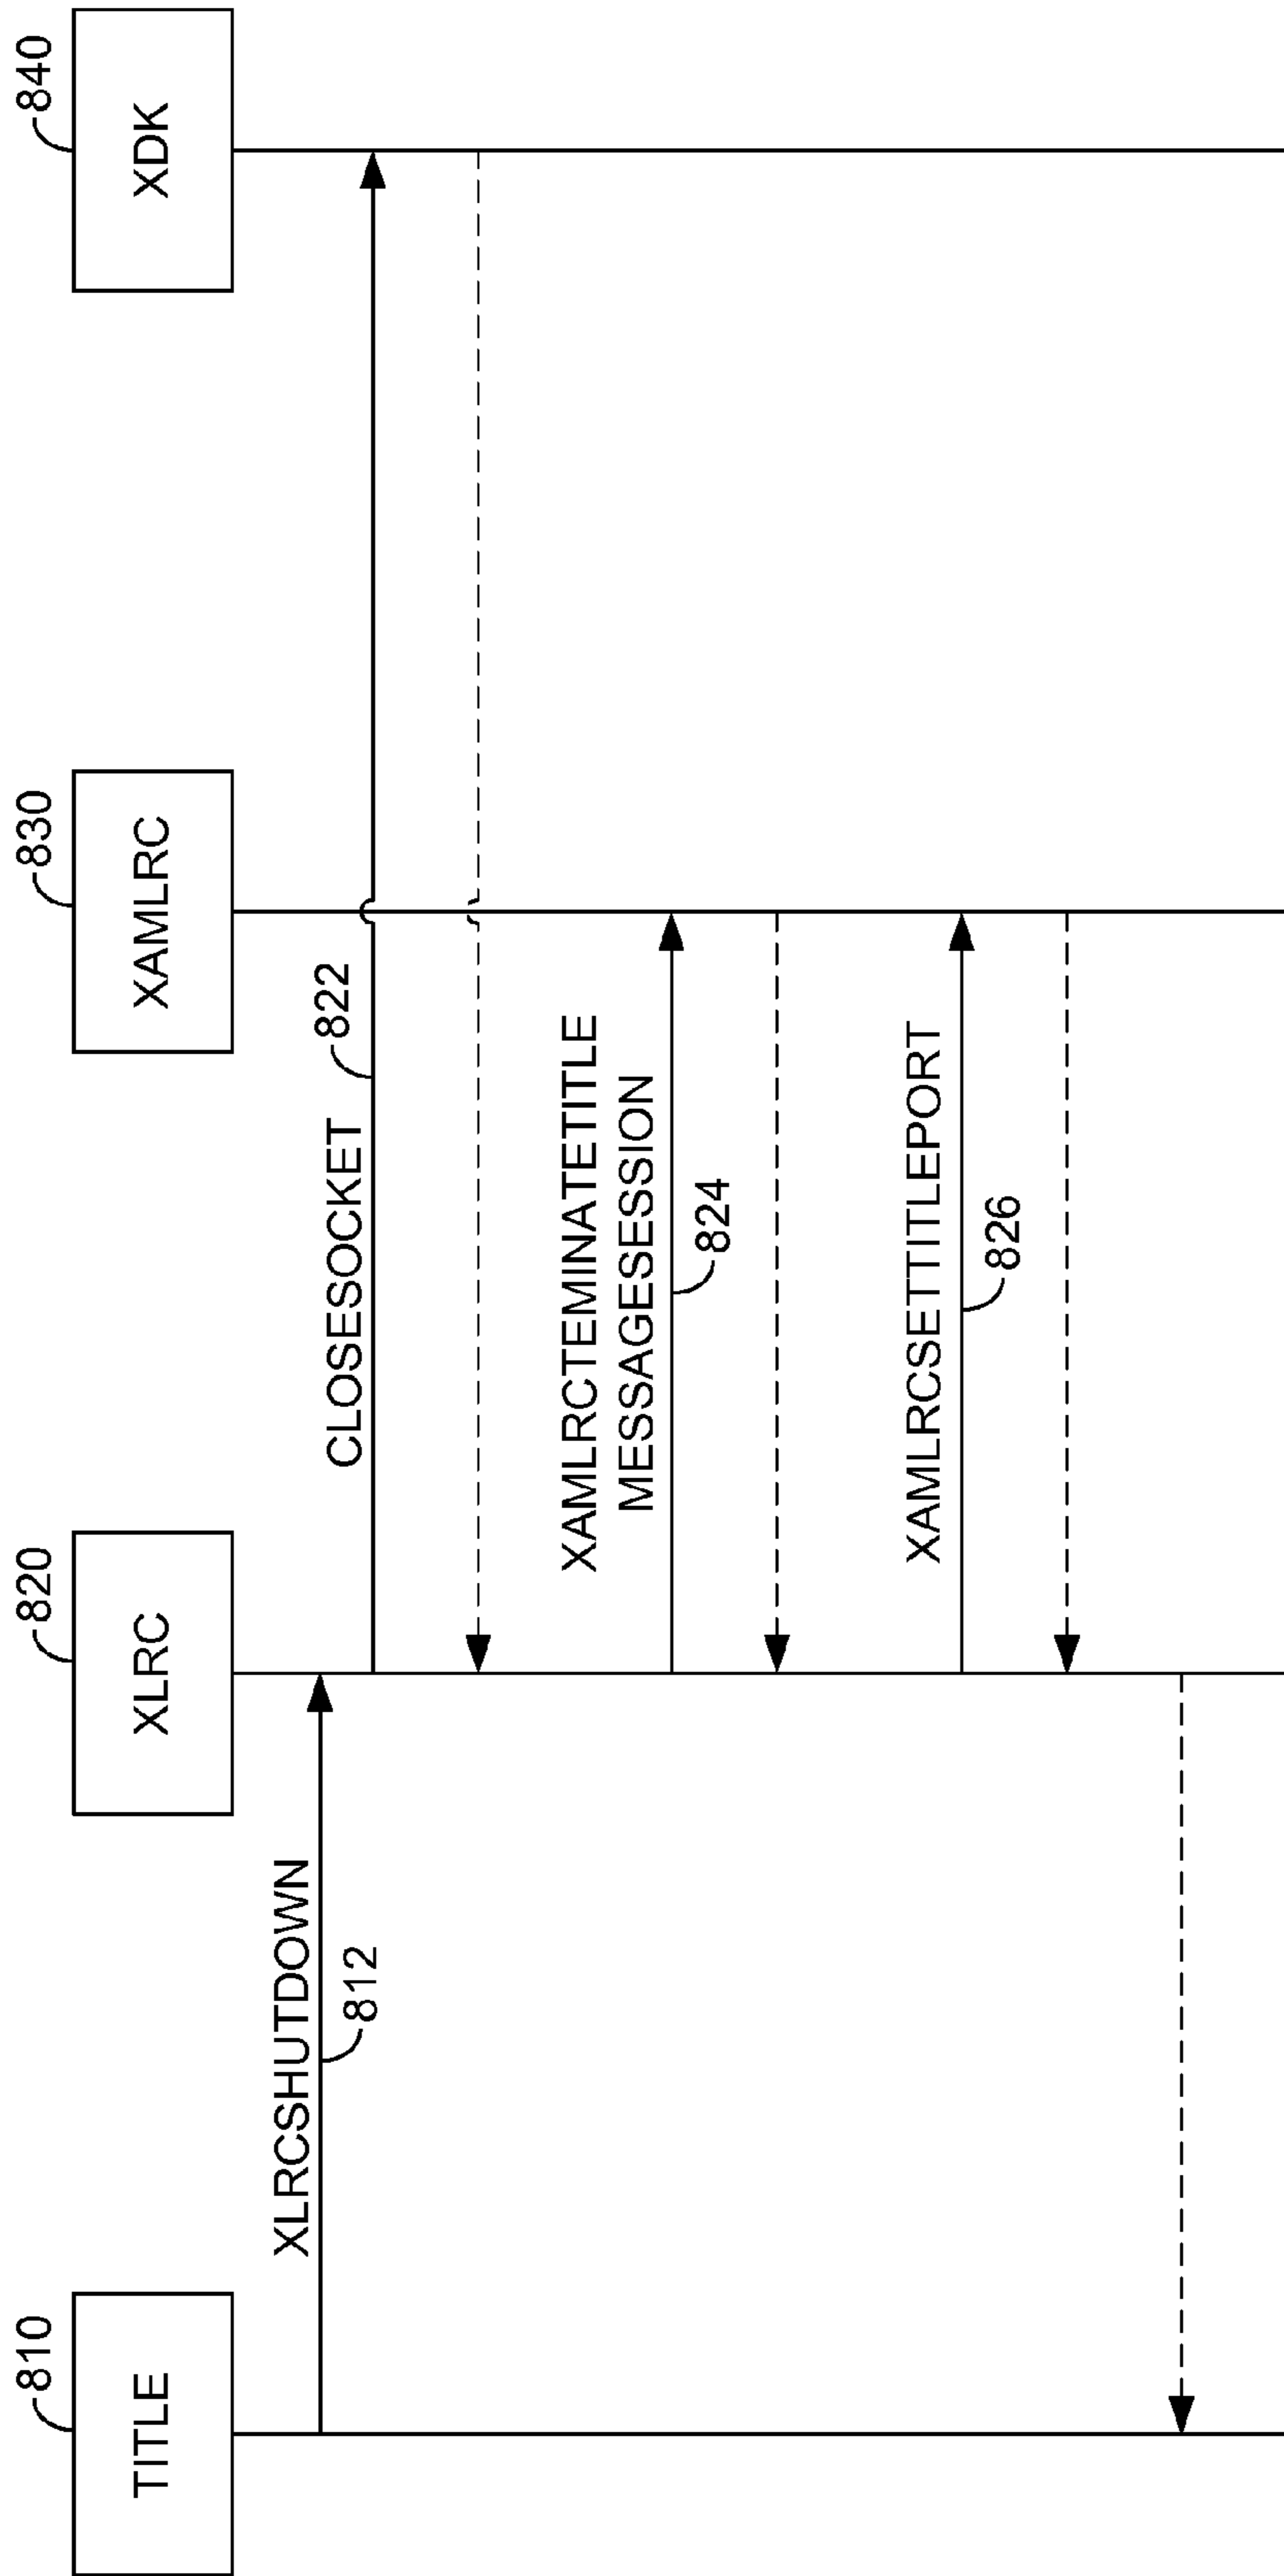 810
820
830
840
TITLE
XLRC
XAMLRC
XDK
XLRCSHUTDOWN
812
CLOSESOCKET
822
XAMLRCTEMINATETITLE
MESSAGESESSION
824
XAMLRCSETTITLEPORT
826